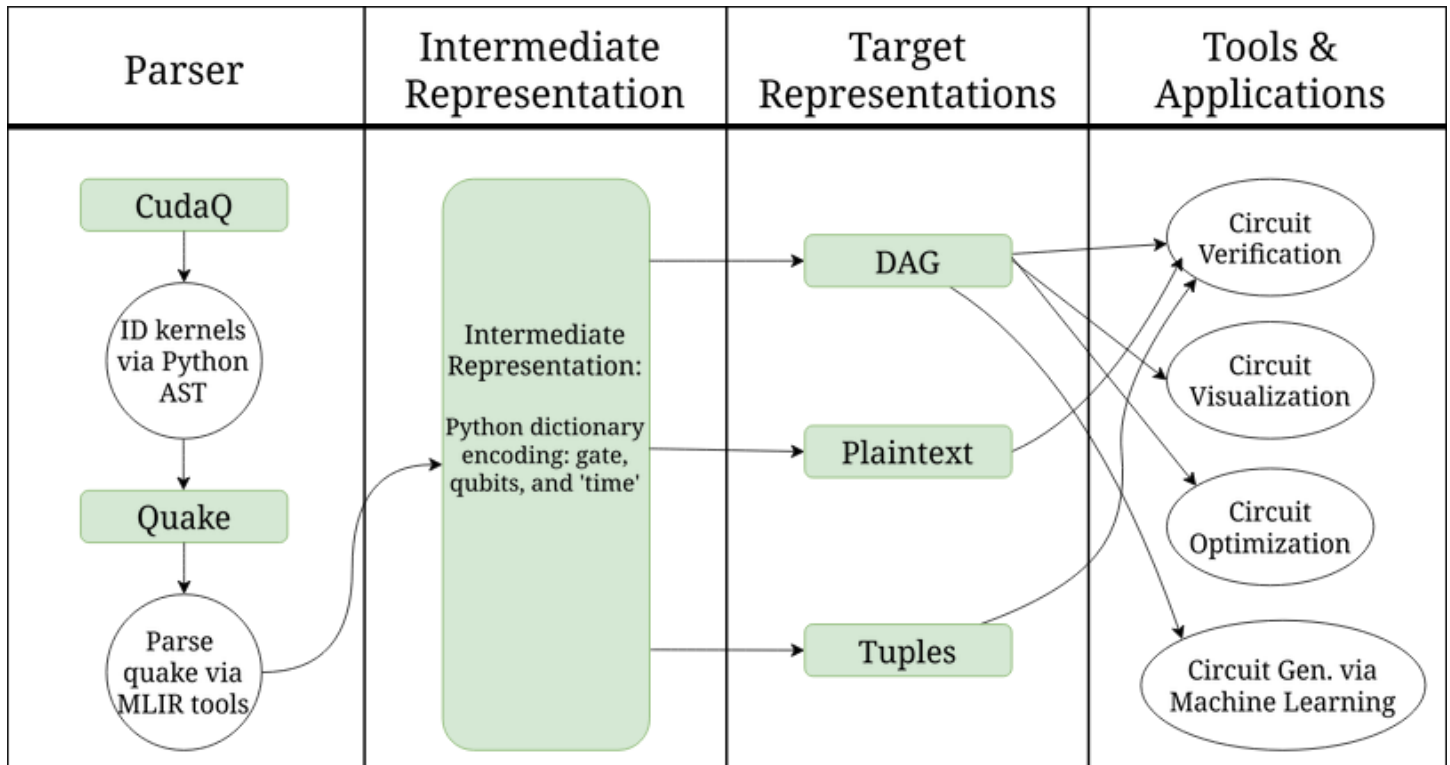 Parser
Intermediate
Representation
Target
Representations
Tools &
Applications
CudaQ
ID kernels
via Python
AST
Quake
Parse
quake via
MLIR tools
Intermediate
Representation:
Python dictionary
encoding: gate,
qubits, and 'time'
DAG
Plaintext
Tuples
Circuit
Verification
Circuit
Visualization
Circuit
Optimization
Circuit Gen. via
Machine Learning